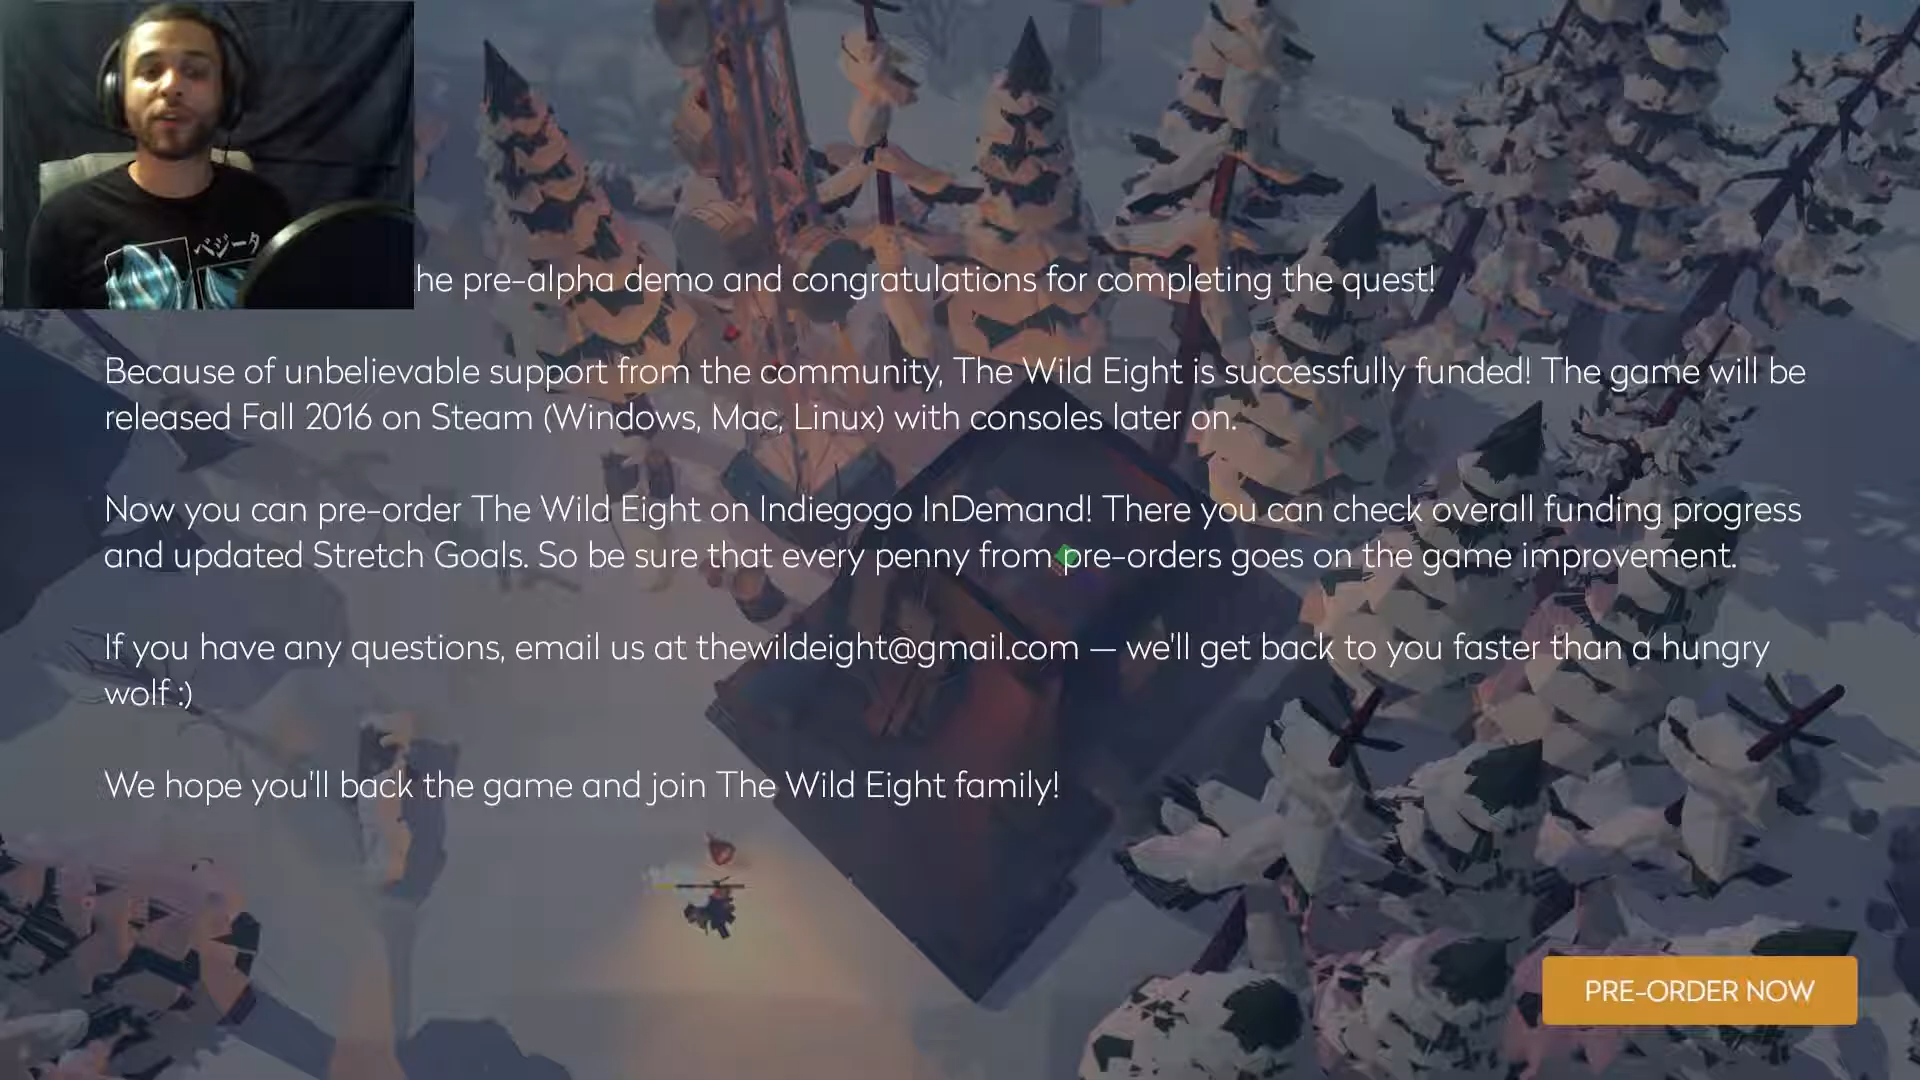 ベジータ
he pre-alpha demo and congratulations for completing the quest!
Because of unbelievable support from the community, The Wild Eight is successfully funded! The game will be
released Fall 2016 on Steam (Windows, Mac, Linux) with consoles later on.
Now you can pre-order The Wild Eight on Indiegogo InDemand! There you can check overall funding progress
and updated Stretch Goals. So be sure that every penny from pre-orders goes on the game improvement.
If you have any questions, email us at thewildeight@gmail.com — we'll get back to you faster than a hungry
wolf :)
We hope you'll back the game and join The Wild Eight family!
PRE-ORDER NOW